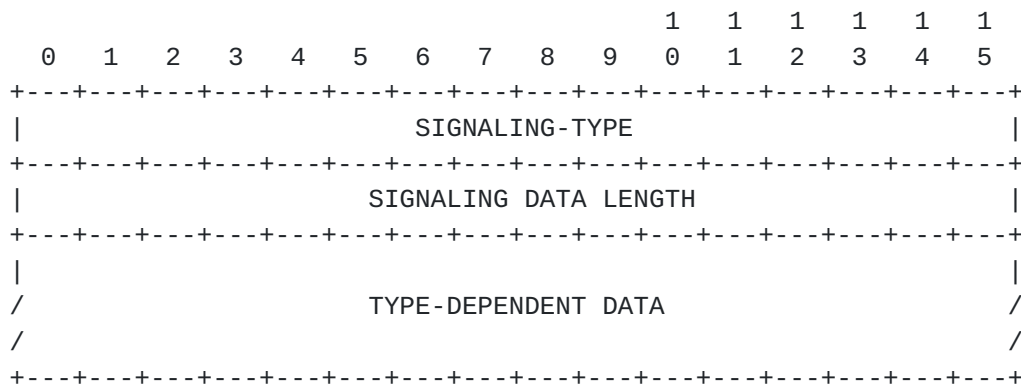 1   1   1   1   1   1
   0   1   2   3   4   5   6   7   8   9   0   1   2   3   4   5
+---+---+---+---+---+---+---+---+---+---+---+---+---+---+---+---+
|                         SIGNALING-TYPE                        |
+---+---+---+---+---+---+---+---+---+---+---+---+---+---+---+---+
|                      SIGNALING DATA LENGTH                    |
+---+---+---+---+---+---+---+---+---+---+---+---+---+---+---+---+
|                                                               |
/                      TYPE-DEPENDENT DATA                      /
/                                                               /
+---+---+---+---+---+---+---+---+---+---+---+---+---+---+---+---+